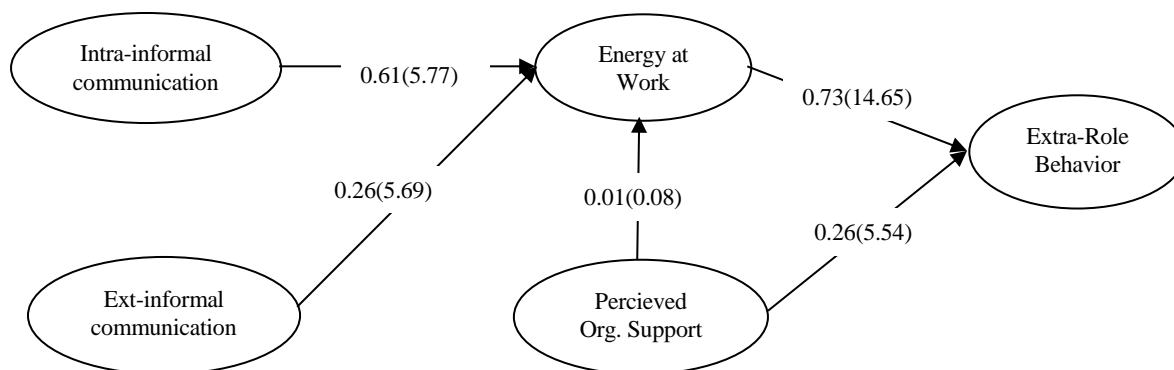 Intra-informal
communication
0.61(5.77)
Energy at
Work
0.73(14.65)
Extra-Role
Behavior
0.26(5.69)
0.01(0.08)
0.26(5.54)
Ext-informal
communication
Percieved
Org. Support